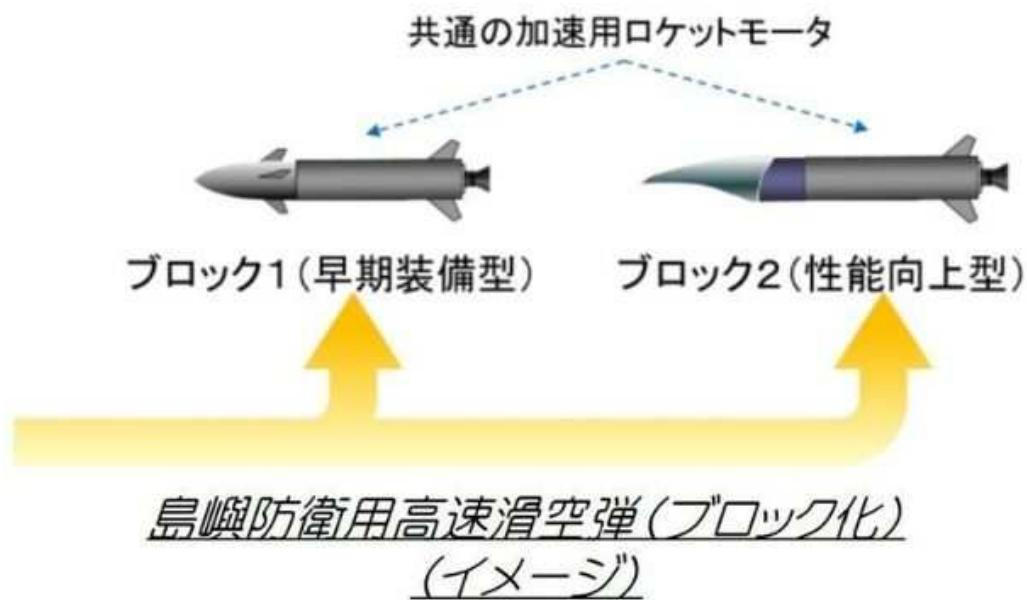 共通の加速用ロケットモータ
ブロック1(早期装備型)
ブロック2(性能向上型)
島嶼防衛用高速滑空弾(ブロック化)
(イメージ)